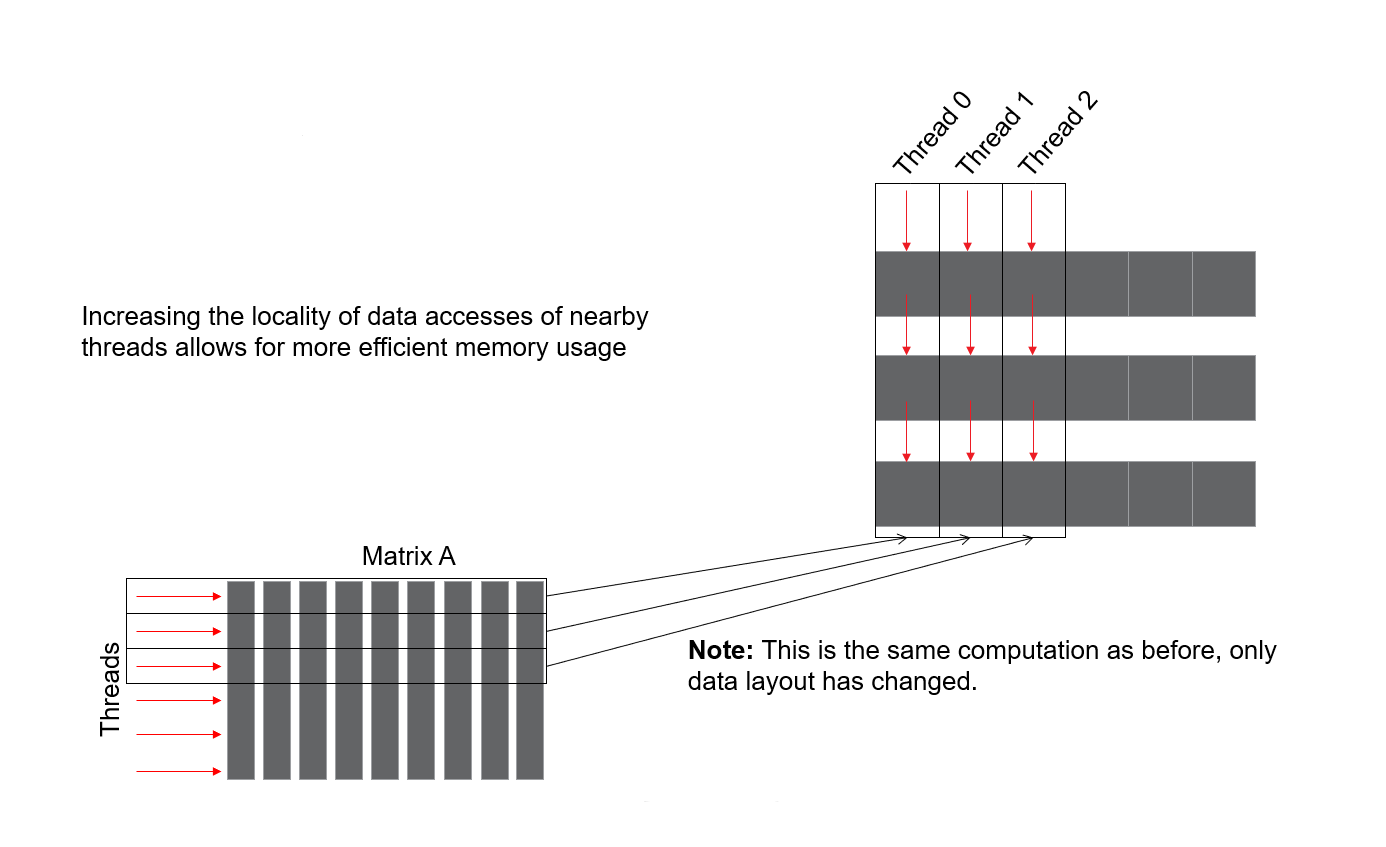 Thread 0
Thread 1
Thread 2
Increasing the locality of data accesses of nearby
threads allows for more efficient memory usage
Matrix A
Threads
Note: This is the same computation as before, only
data layout has changed.